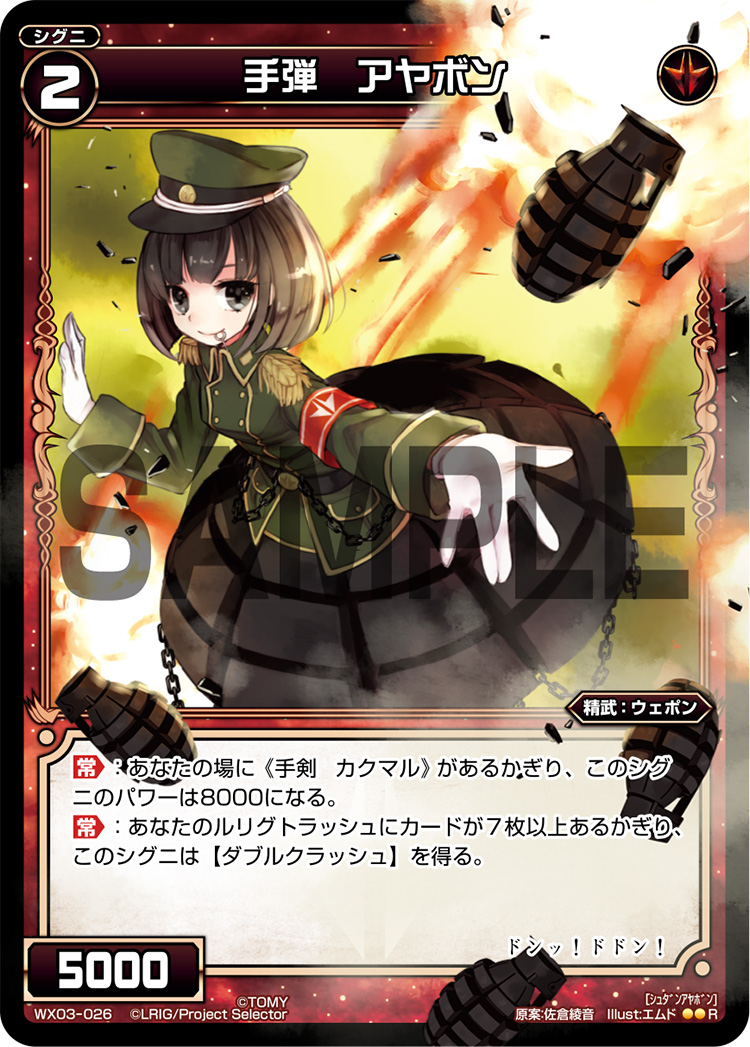 シグニ
2
手弾　アヤボン
SAMPLE
精武：ウェポン
常：あなたの場に《手剣　カクマル》があるかぎり、このシグ
ニのパワーは8000になる。
常：あなたのルリグトラッシュにカードが７枚以上あるかぎり、
このシグニは【ダブルクラッシュ】を得る。
ドシッ！ドドン！
5000
[ｼｭﾀﾞﾝｱﾔﾎﾞﾝ]
©TOMY
WX03-026 ©LRIG/Project Selector
原案:佐倉綾音 Illust:エムド R